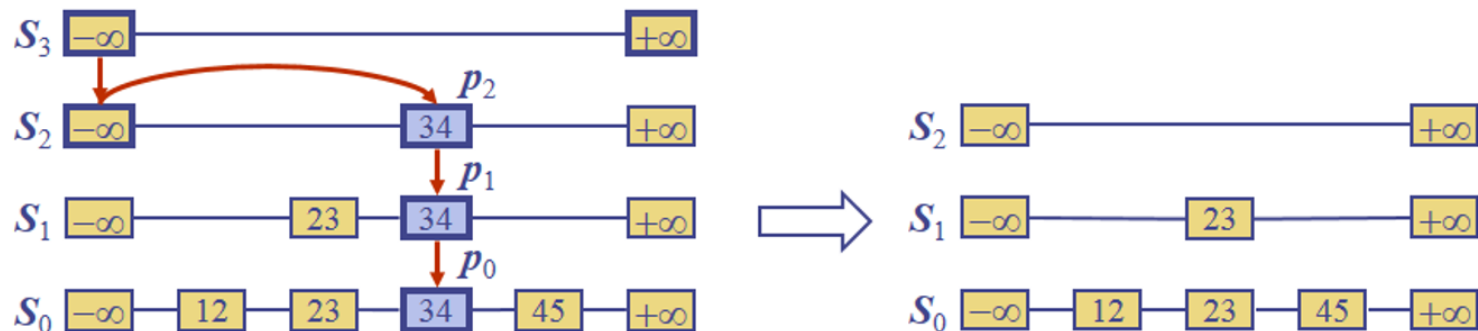 S3 −∞ +∞
p2
S2 −∞ 34 +∞ S2 −∞ +∞
p1
S1 −∞ 23 34 +∞ S1 −∞ 23 +∞
p0
S0 −∞ 12 23 34 45 +∞ S0 −∞ 12 23 45 +∞